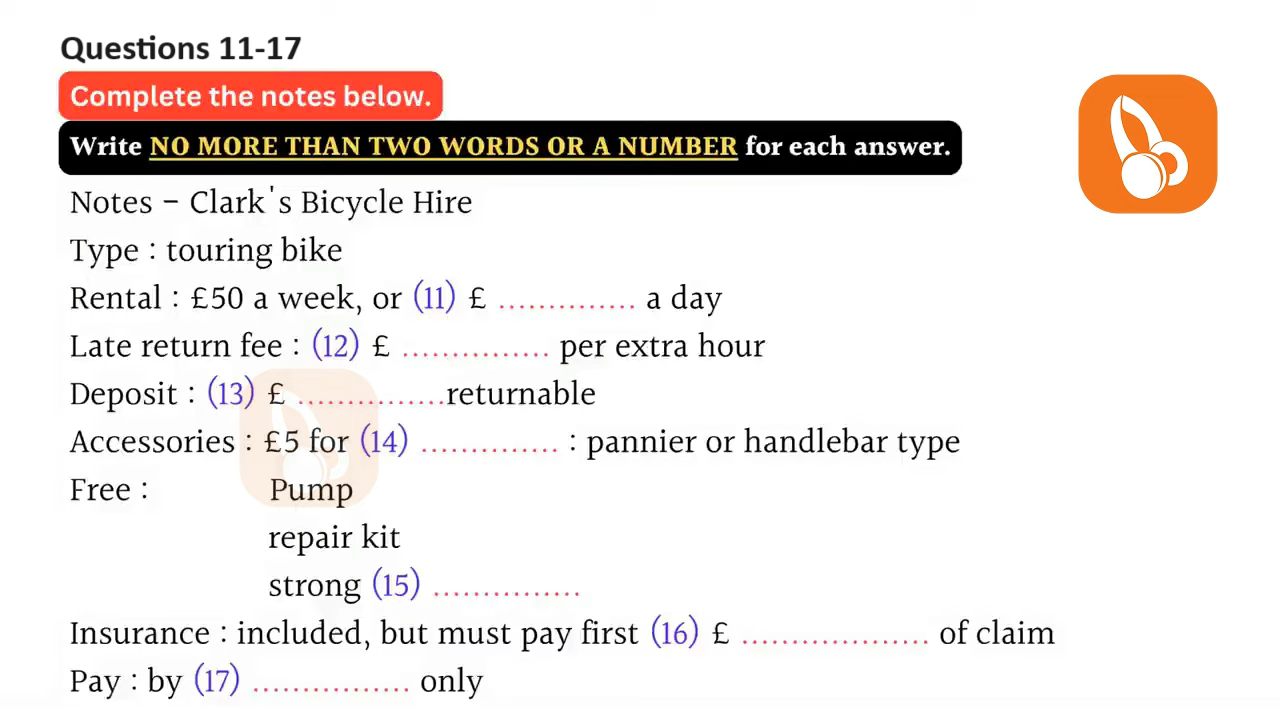 Questions 11-17
Complete the notes below.
Write NO MORE THAN TWO WORDS OR A NUMBER for each answer.
Notes – Clark's Bicycle Hire
Type : touring bike
Rental : £50 a week, or (11) £ .............. a day
Late return fee : (12) £ ............... per extra hour
Deposit : (13) £ ...............returnable
Accessories : £5 for (14) .............. : pannier or handlebar type
Free : Pump
repair kit
strong (15) ...............
Insurance : included, but must pay first (16) £ ................... of claim
Pay : by (17) ................ only